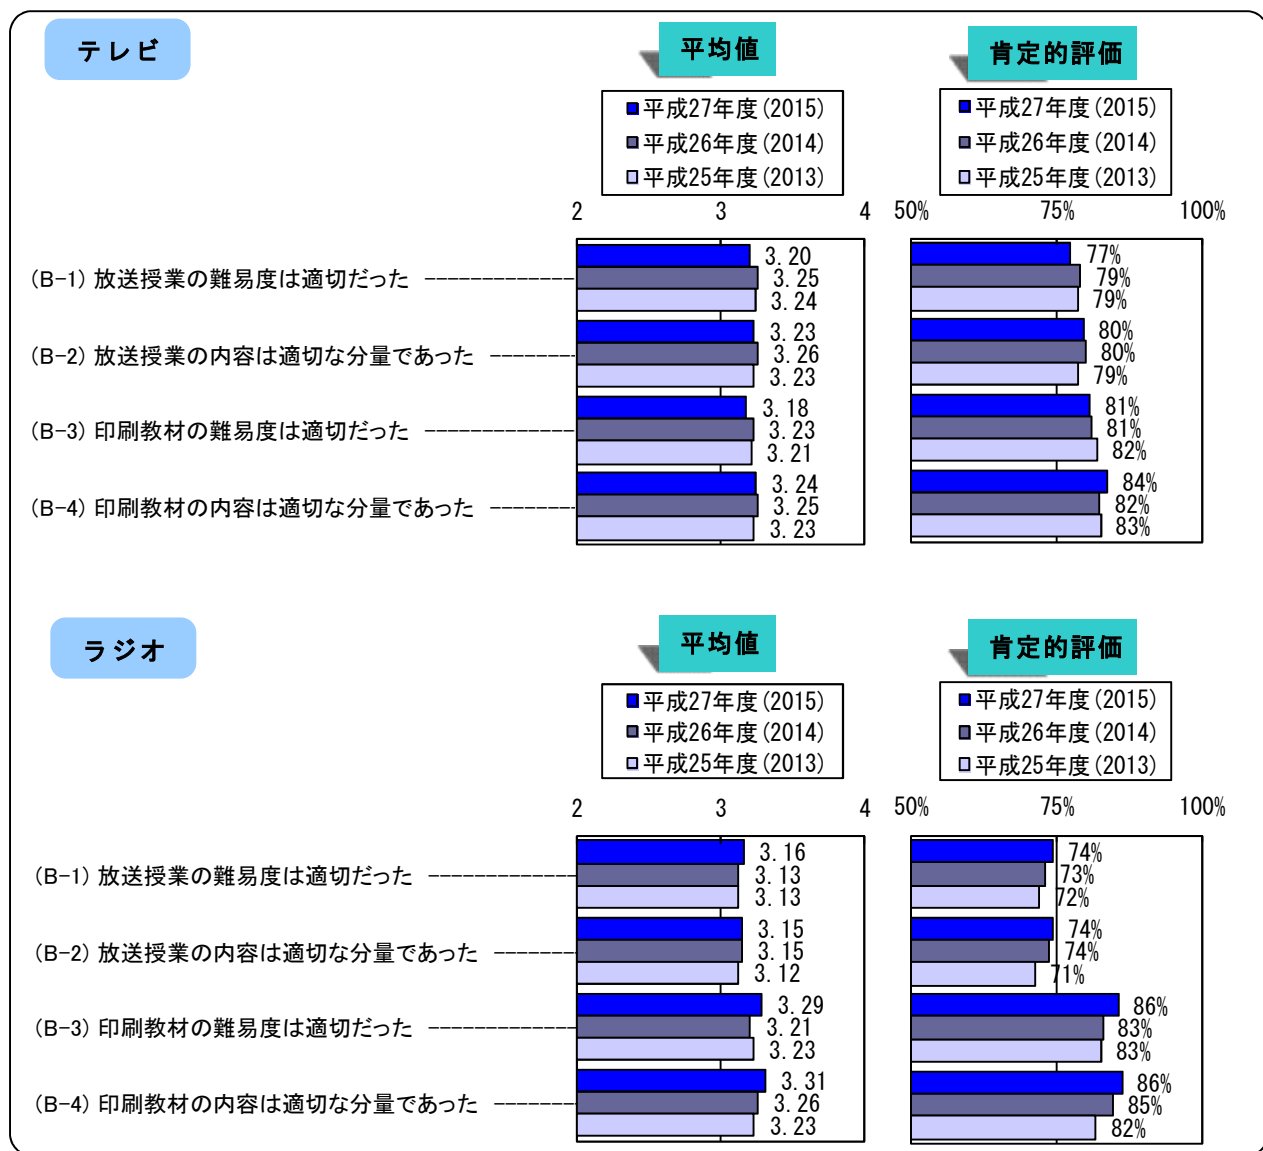 テレビ
平均値
肯定的評価
平成27年度(2015)
平成26年度(2014)
平成25年度(2013)
平成27年度(2015)
平成26年度(2014)
平成25年度(2013)
2 3 4
50% 75% 100%
(B-1) 放送授業の難易度は適切だった
3.20
3.25
3.24
77%
79%
79%
(B-2) 放送授業の内容は適切な分量であった
3.23
3.26
3.23
80%
80%
79%
(B-3) 印刷教材の難易度は適切だった
3.18
3.23
3.21
81%
81%
82%
(B-4) 印刷教材の内容は適切な分量であった
3.24
3.25
3.23
84%
82%
83%
ラジオ
平均値
肯定的評価
平成27年度(2015)
平成26年度(2014)
平成25年度(2013)
平成27年度(2015)
平成26年度(2014)
平成25年度(2013)
2 3 4
50% 75% 100%
(B-1) 放送授業の難易度は適切だった
3.16
3.13
3.13
74%
73%
72%
(B-2) 放送授業の内容は適切な分量であった
3.15
3.15
3.12
74%
74%
71%
(B-3) 印刷教材の難易度は適切だった
3.29
3.21
3.23
86%
83%
83%
(B-4) 印刷教材の内容は適切な分量であった
3.31
3.26
3.23
86%
85%
82%